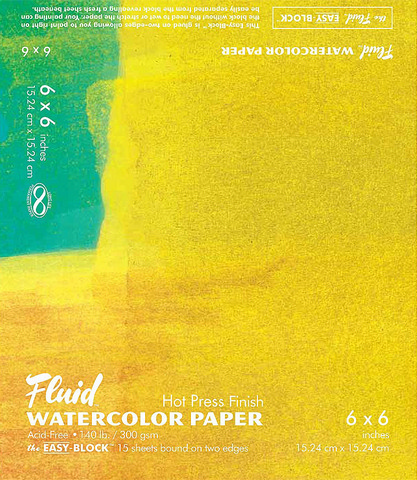 This Easy-Block™ is glued on two-edges allowing you to paint right on
the block without the need to wet or stretch the paper. Your painting can
be easily separated from the block revealing a fresh sheet beneath.
the Fluid EASY-BLOCK™
Fluid WATERCOLOR PAPER
6 x 6
6 x 6 inches
15.24 cm x 15.24 cm
Fluid
Hot Press Finish
WATERCOLOR PAPER
Acid-Free • 140 lb. / 300 gsm
the EASY-BLOCK™ 15 sheets bound on two edges
6 x 6
inches
15.24 cm x 15.24 cm